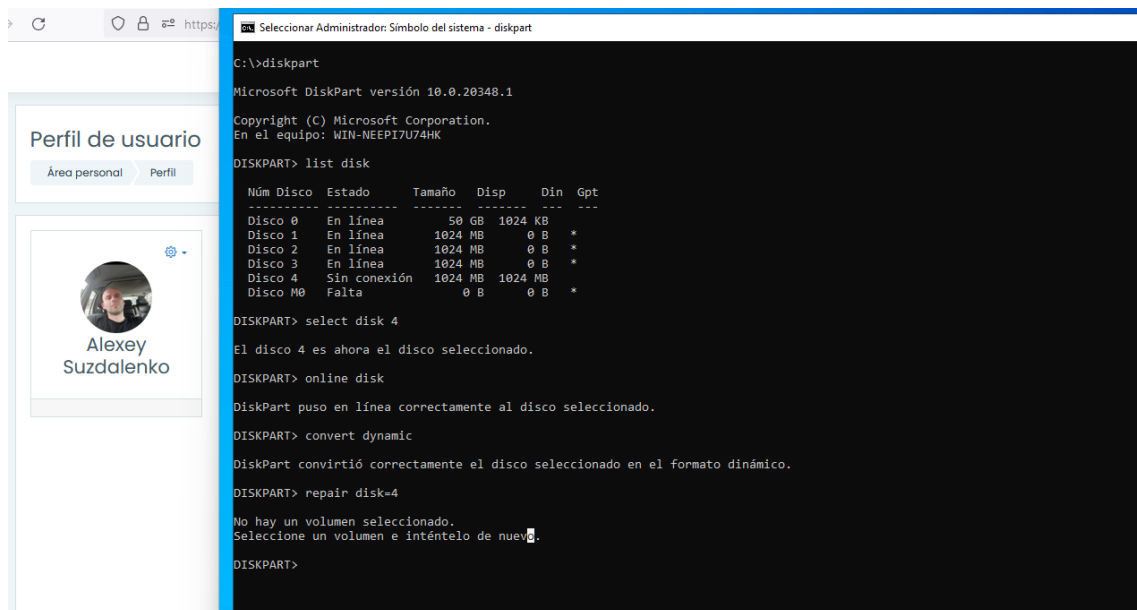 https:/
Perfil de usuario
Área personal
Perfil
Alexey
Suzdalenko
Seleccionar Administrador: Símbolo del sistema - diskpart
C:\>diskpart
Microsoft DiskPart versión 10.0.20348.1
Copyright (C) Microsoft Corporation.
En el equipo: WIN-NEEPI7U74HK
DISKPART> list disk
Núm Disco  Estado      Tamaño   Disp     Din  Gpt
---------- ----------  -------  -------  ---  ---
Disco 0    En línea        50 GB  1024 KB
Disco 1    En línea      1024 MB      0 B   *
Disco 2    En línea      1024 MB      0 B   *
Disco 3    En línea      1024 MB      0 B   *
Disco 4    Sin conexión  1024 MB  1024 MB
Disco M0   Falta            0 B      0 B   *
DISKPART> select disk 4
El disco 4 es ahora el disco seleccionado.
DISKPART> online disk
DiskPart puso en línea correctamente al disco seleccionado.
DISKPART> convert dynamic
DiskPart convirtió correctamente el disco seleccionado en el formato dinámico.
DISKPART> repair disk=4
No hay un volumen seleccionado.
Seleccione un volumen e inténtelo de nuevo.
DISKPART>